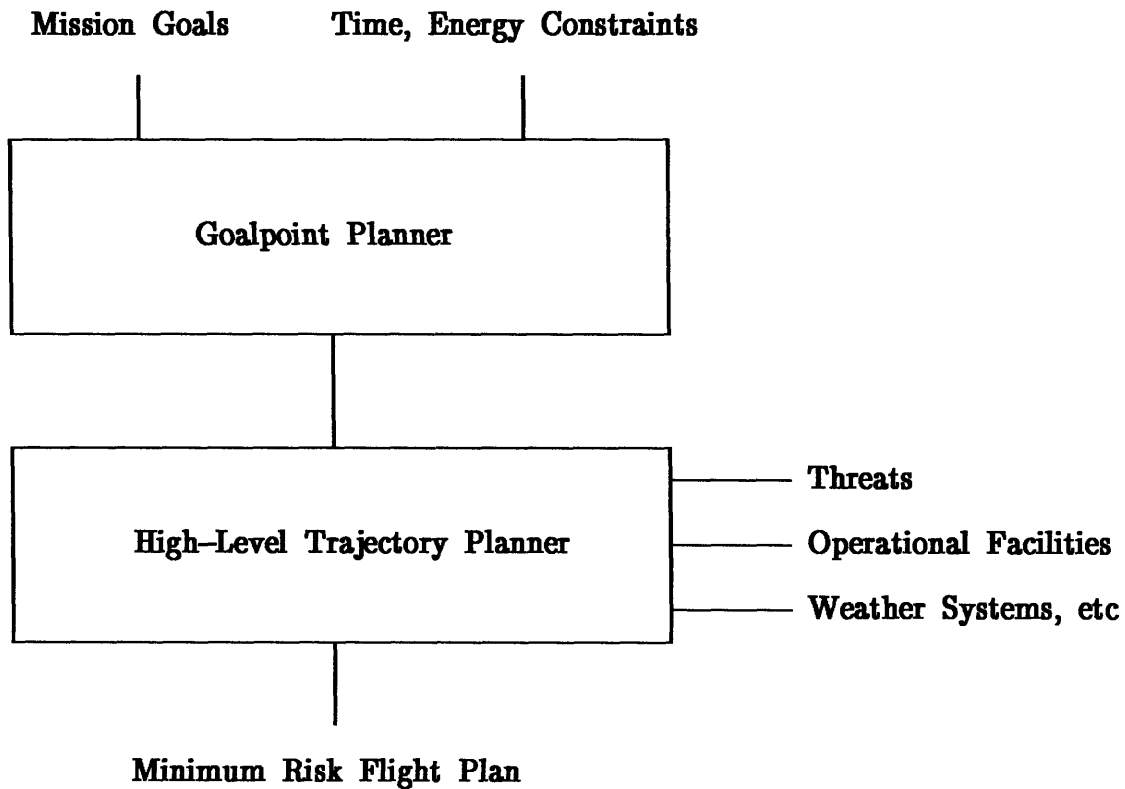 Mission Goals
Time, Energy Constraints
Goalpoint Planner
High–Level Trajectory Planner
Threats
Operational Facilities
Weather Systems, etc
Minimum Risk Flight Plan